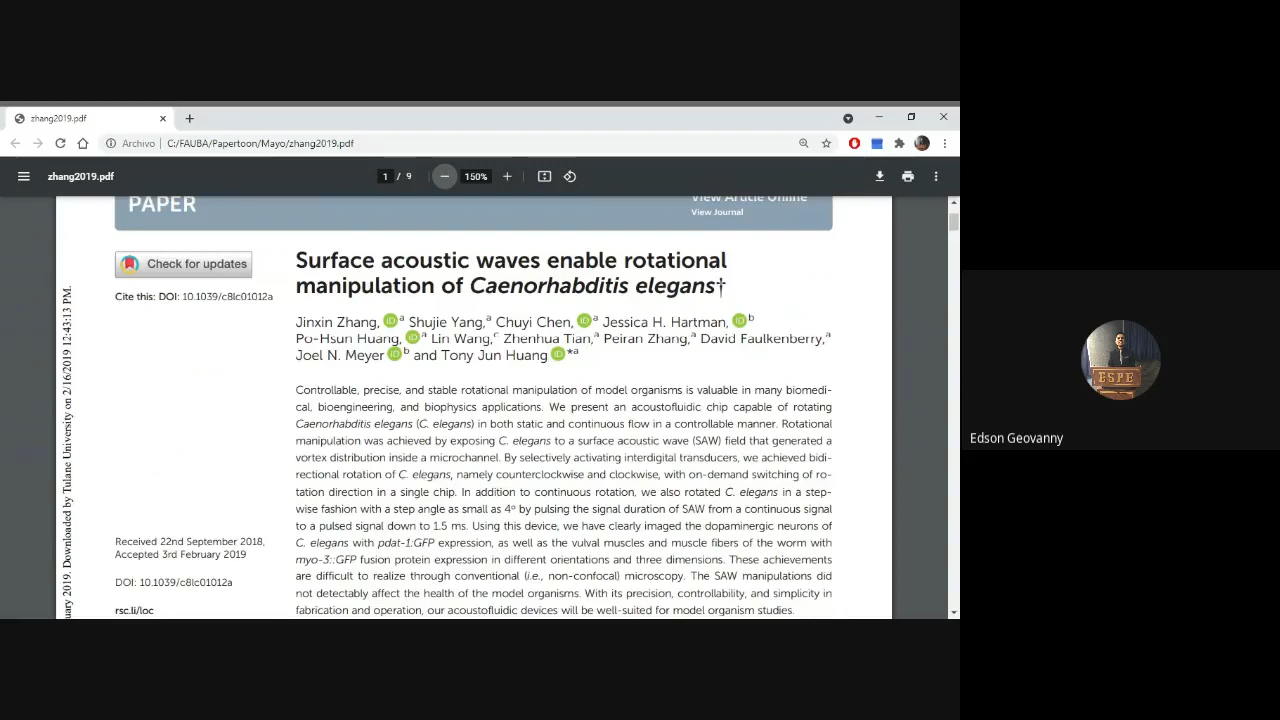 zhang2019.pdf
Archivo
C:/FAUBA/Papertoon/Mayo/zhang2019.pdf
zhang2019.pdf
1 / 9
150%
PAPER
View Article Online
View Journal
Check for updates
Cite this: DOI: 10.1039/c8lc01012a
Surface acoustic waves enable rotational
manipulation of Caenorhabditis elegans†
Jinxin Zhang, iD a Shujie Yang,a Chuyi Chen, iD a Jessica H. Hartman, iD b
Po-Hsun Huang, iD a Lin Wang,c Zhenhua Tian,a Peiran Zhang,a David Faulkenberry,a
Joel N. Meyer iD b and Tony Jun Huang iD *a
Controllable, precise, and stable rotational manipulation of model organisms is valuable in many biomedi-
cal, bioengineering, and biophysics applications. We present an acoustofluidic chip capable of rotating
Caenorhabditis elegans (C. elegans) in both static and continuous flow in a controllable manner. Rotational
manipulation was achieved by exposing C. elegans to a surface acoustic wave (SAW) field that generated a
vortex distribution inside a microchannel. By selectively activating interdigital transducers, we achieved bidi-
rectional rotation of C. elegans, namely counterclockwise and clockwise, with on-demand switching of ro-
tation direction in a single chip. In addition to continuous rotation, we also rotated C. elegans in a step-
wise fashion with a step angle as small as 4º by pulsing the signal duration of SAW from a continuous signal
to a pulsed signal down to 1.5 ms. Using this device, we have clearly imaged the dopaminergic neurons of
C. elegans with pdat-1:GFP expression, as well as the vulval muscles and muscle fibers of the worm with
myo-3::GFP fusion protein expression in different orientations and three dimensions. These achievements
are difficult to realize through conventional (i.e., non-confocal) microscopy. The SAW manipulations did
not detectably affect the health of the model organisms. With its precision, controllability, and simplicity in
fabrication and operation, our acoustofluidic devices will be well-suited for model organism studies.
Received 22nd September 2018,
Accepted 3rd February 2019
DOI: 10.1039/c8lc01012a
rsc.li/loc
uary 2019. Downloaded by Tulane University on 2/16/2019 12:43:13 PM.
ESPE
Edson Geovanny